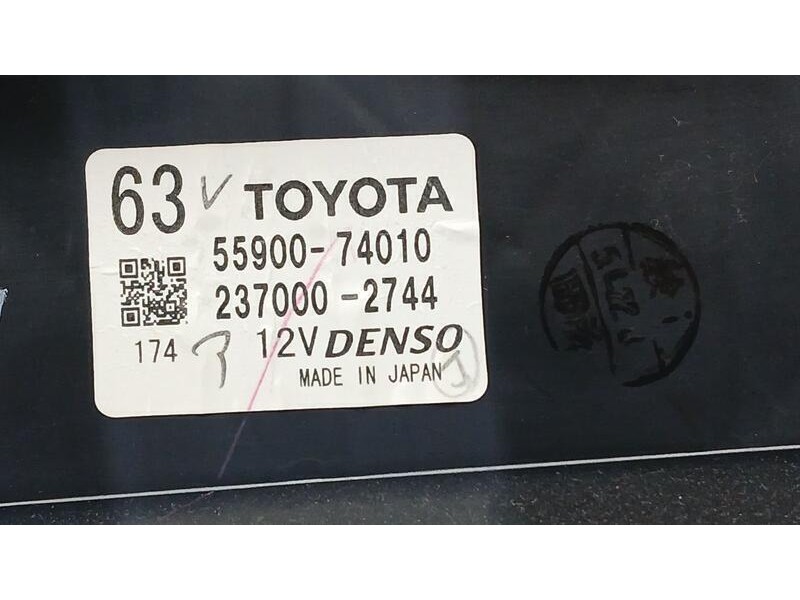 63 V TOYOTA
55900-74010
237000-2744
174 12V DENSO
MADE IN JAPAN J